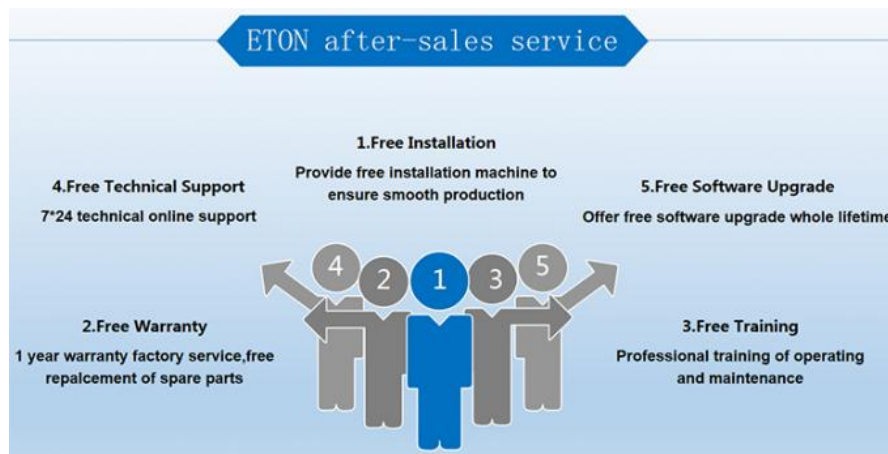 ETON after-sales service
1.Free Installation
Provide free installation machine to
ensure smooth production
4.Free Technical Support
7*24 technical online support
5.Free Software Upgrade
Offer free software upgrade whole lifetime
4
2
1
3
5
2.Free Warranty
1 year warranty factory service,free
repalcement of spare parts
3.Free Training
Professional training of operating
and maintenance